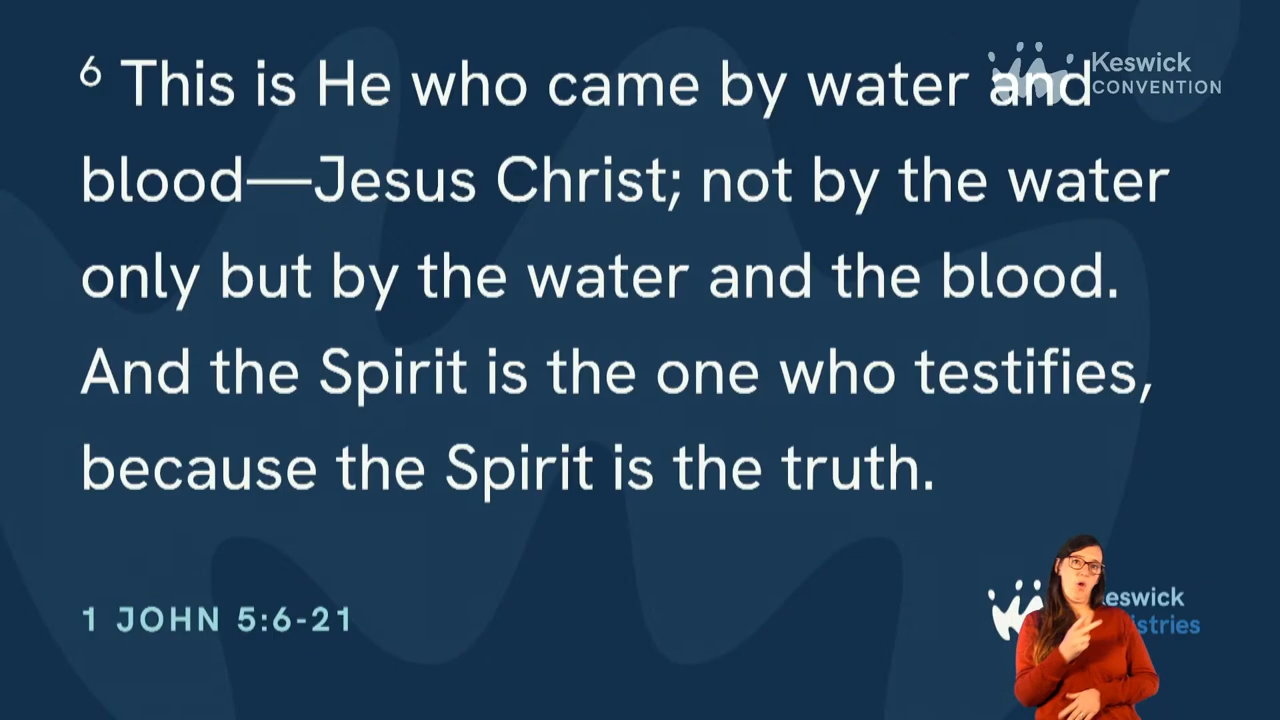 6 This is He who came by water and
blood—Jesus Christ; not by the water
only but by the water and the blood.
And the Spirit is the one who testifies,
because the Spirit is the truth.
1 JOHN 5:6-21
Keswick
CONVENTION